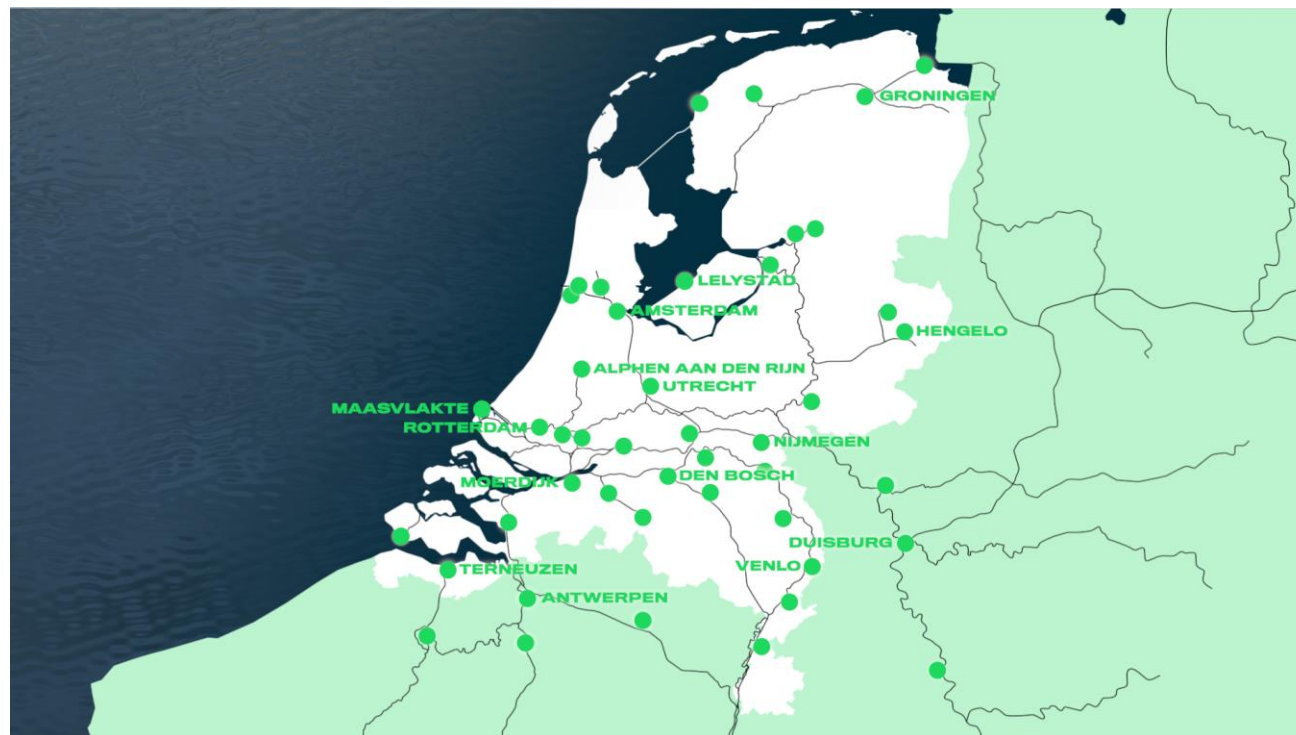 GRONINGEN
LELYSTAD
AMSTERDAM
HENGELO
ALPHEN AAN DEN RIJN
UTRECHT
MAASVLAKTE
ROTTERDAM
NIJMEGEN
MOERDIJK
DEN BOSCH
DUISBURG
VENLO
TERNEUZEN
ANTWERPEN